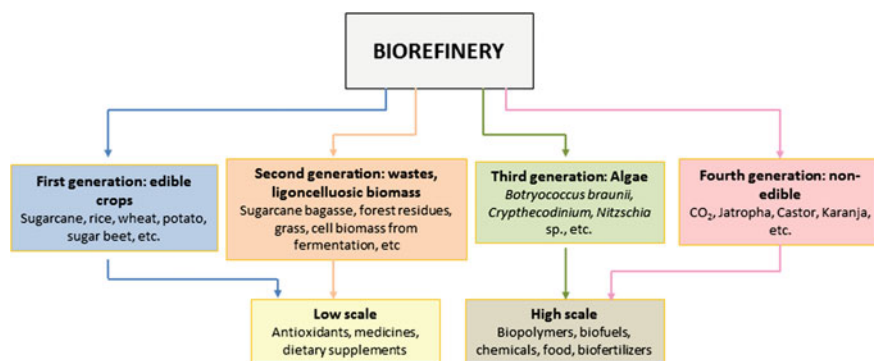 BIOREFINERY
First generation: edible
crops
Sugarcane, rice, wheat, potato,
sugar beet, etc.
Second generation: wastes,
ligoncelluosic biomass
Sugarcane bagasse, forest residues,
grass, cell biomass from
fermentation, etc
Third generation: Algae
Botryococcus braunii,
Crypthecodinium, Nitzschia
sp., etc.
Fourth generation: non-
edible
CO₂, Jatropha, Castor, Karanja,
etc.
Low scale
Antioxidants, medicines,
dietary supplements
High scale
Biopolymers, biofuels,
chemicals, food, biofertilizers